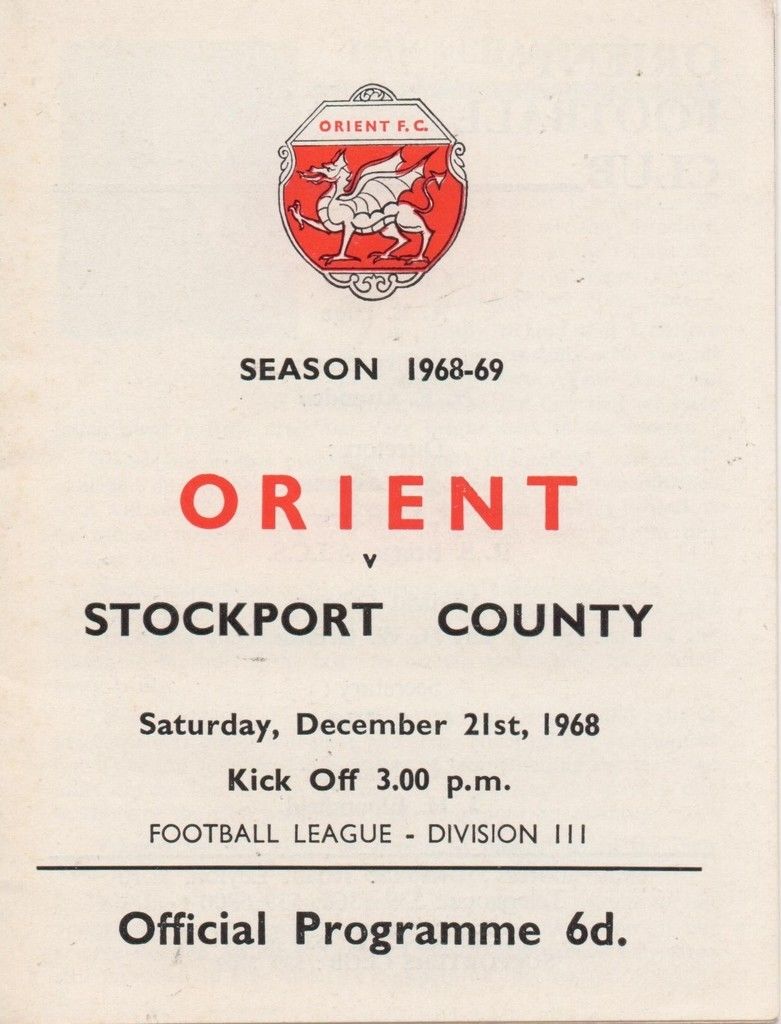 ORIENT F.C.
SEASON 1968-69
ORIENT
v
STOCKPORT COUNTY
Saturday, December 21st, 1968
Kick Off 3.00 p.m.
FOOTBALL LEAGUE - DIVISION III
Official Programme 6d.